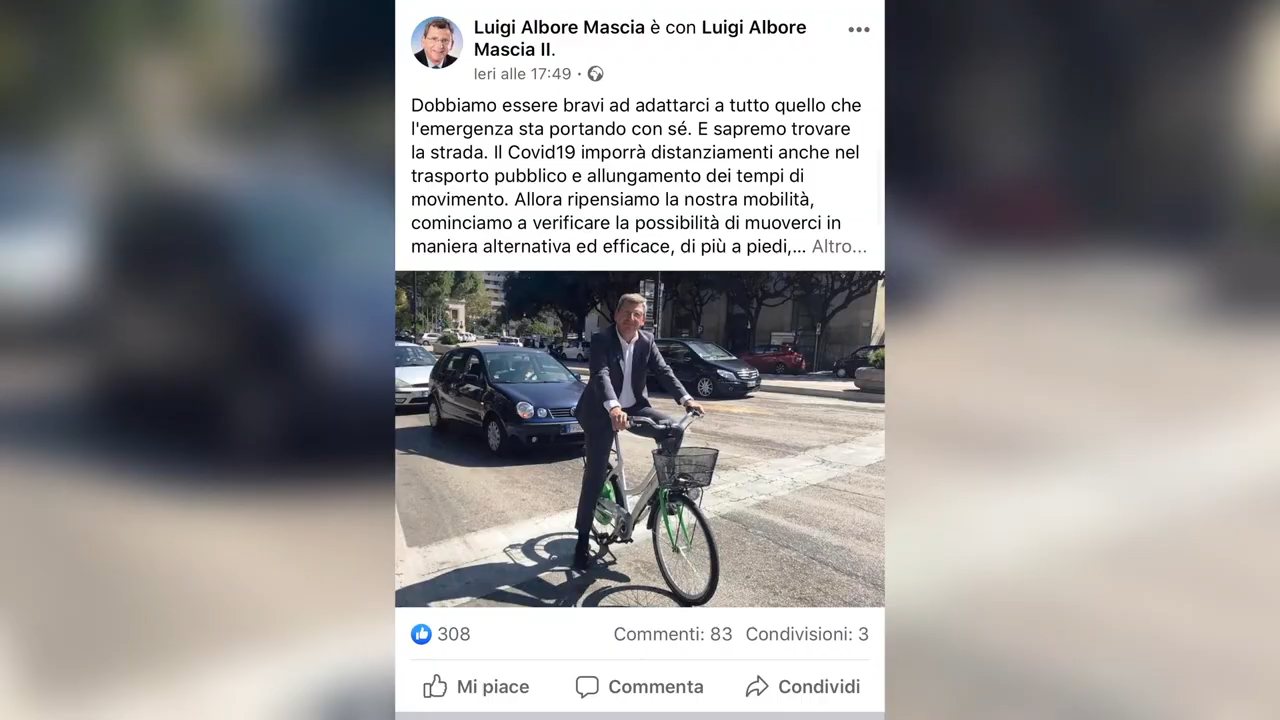 Luigi Albore Mascia è con Luigi Albore
Mascia II.
Ieri alle 17:49 ·
Dobbiamo essere bravi ad adattarci a tutto quello che
l'emergenza sta portando con sé. E sapremo trovare
la strada. Il Covid19 imporrà distanziamenti anche nel
trasporto pubblico e allungamento dei tempi di
movimento. Allora ripensiamo la nostra mobilità,
cominciamo a verificare la possibilità di muoverci in
maniera alternativa ed efficace, di più a piedi,... Altro...
308
Commenti: 83 Condivisioni: 3
Mi piace
Commenta
Condividi